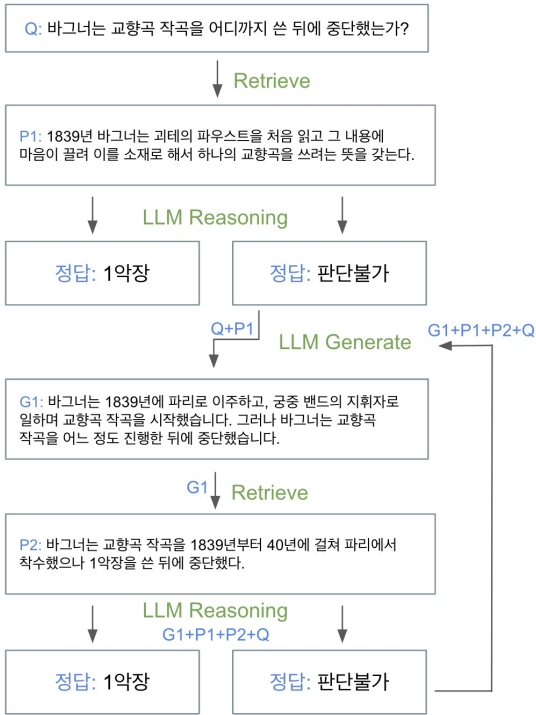 Q: 바그너는 교향곡 작곡을 어디까지 쓴 뒤에 중단했는가?
Retrieve
P1: 1839년 바그너는 괴테의 파우스트을 처음 읽고 그 내용에
마음이 끌려 이를 소재로 해서 하나의 교향곡을 쓰려는 뜻을 갖는다.
LLM Reasoning
정답: 1악장
정답: 판단불가
Q+P1
LLM Generate
G1+P1+P2+Q
G1: 바그너는 1839년에 파리로 이주하고, 궁중 밴드의 지휘자로
일하며 교향곡 작곡을 시작했습니다. 그러나 바그너는 교향곡
작곡을 어느 정도 진행한 뒤에 중단했습니다.
G1
Retrieve
P2: 바그너는 교향곡 작곡을 1839년부터 40년에 걸쳐 파리에서
착수했으나 1악장을 쓴 뒤에 중단했다.
LLM Reasoning
G1+P1+P2+Q
정답: 1악장
정답: 판단불가